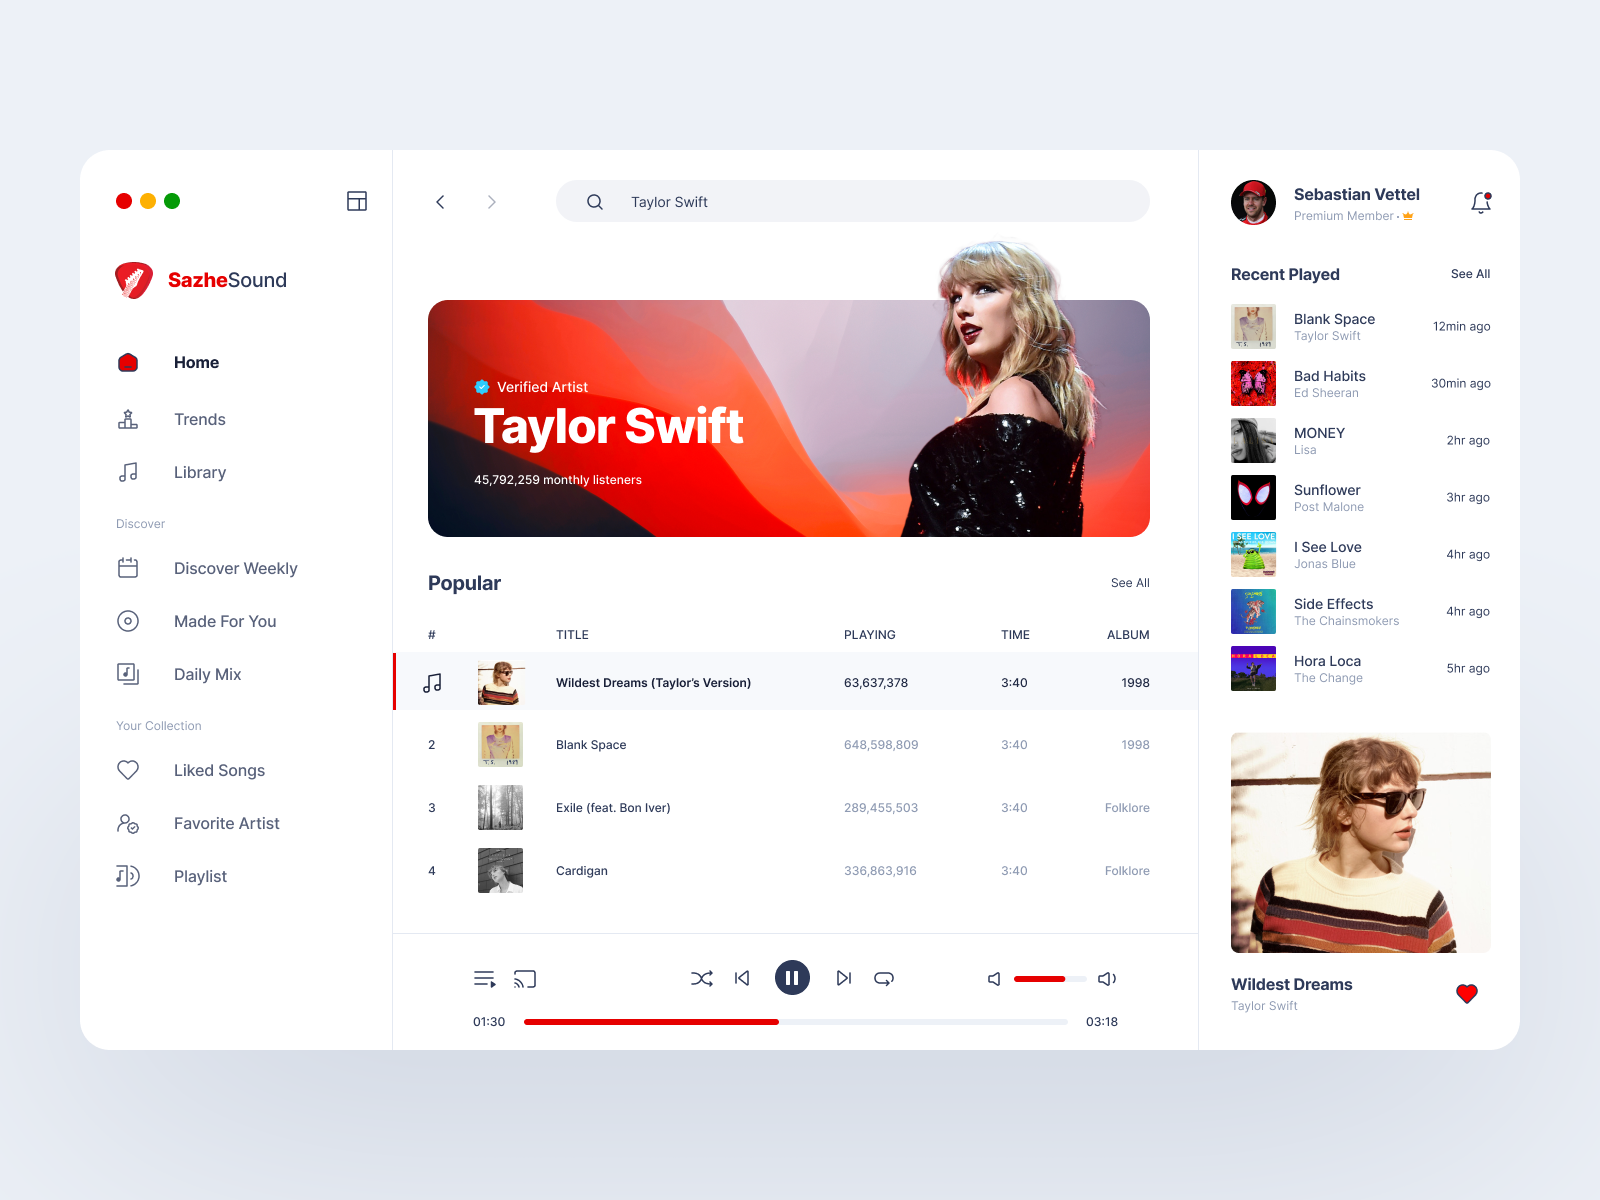 SazheSound
Home
Trends
Library
Discover
Discover Weekly
Made For You
Daily Mix
Your Collection
Liked Songs
Favorite Artist
Playlist
Taylor Swift
Verified Artist
Taylor Swift
45,792,259 monthly listeners
Popular
See All
# TITLE PLAYING TIME ALBUM
Wildest Dreams (Taylor’s Version) 63,637,378 3:40 1998
2 Blank Space 648,598,809 3:40 1998
T.S. 1989
3 Exile (feat. Bon Iver) 289,455,503 3:40 Folklore
4 Cardigan 336,863,916 3:40 Folklore
01:30 03:18
Sebastian Vettel
Premium Member •
Recent Played See All
Blank Space
Taylor Swift
12min ago
T.S. 1989
Bad Habits
Ed Sheeran
30min ago
MONEY
Lisa
2hr ago
Sunflower
Post Malone
3hr ago
I SEE LOVE
I See Love
Jonas Blue
4hr ago
Side Effects
The Chainsmokers
4hr ago
Hora Loca
The Change
5hr ago
Wildest Dreams
Taylor Swift